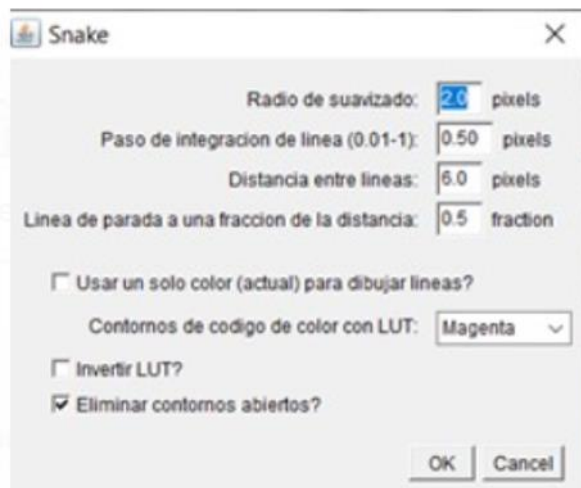 Snake
Radio de suavizado: 2.0 pixels
Paso de integracion de linea (0.01-1): 0.50 pixels
Distancia entre lineas: 6.0 pixels
Linea de parada a una fraccion de la distancia: 0.5 fraction
Usar un solo color (actual) para dibujar lineas?
Contornos de codigo de color con LUT: Magenta
Invertir LUT?
Eliminar contornos abiertos?
OK Cancel